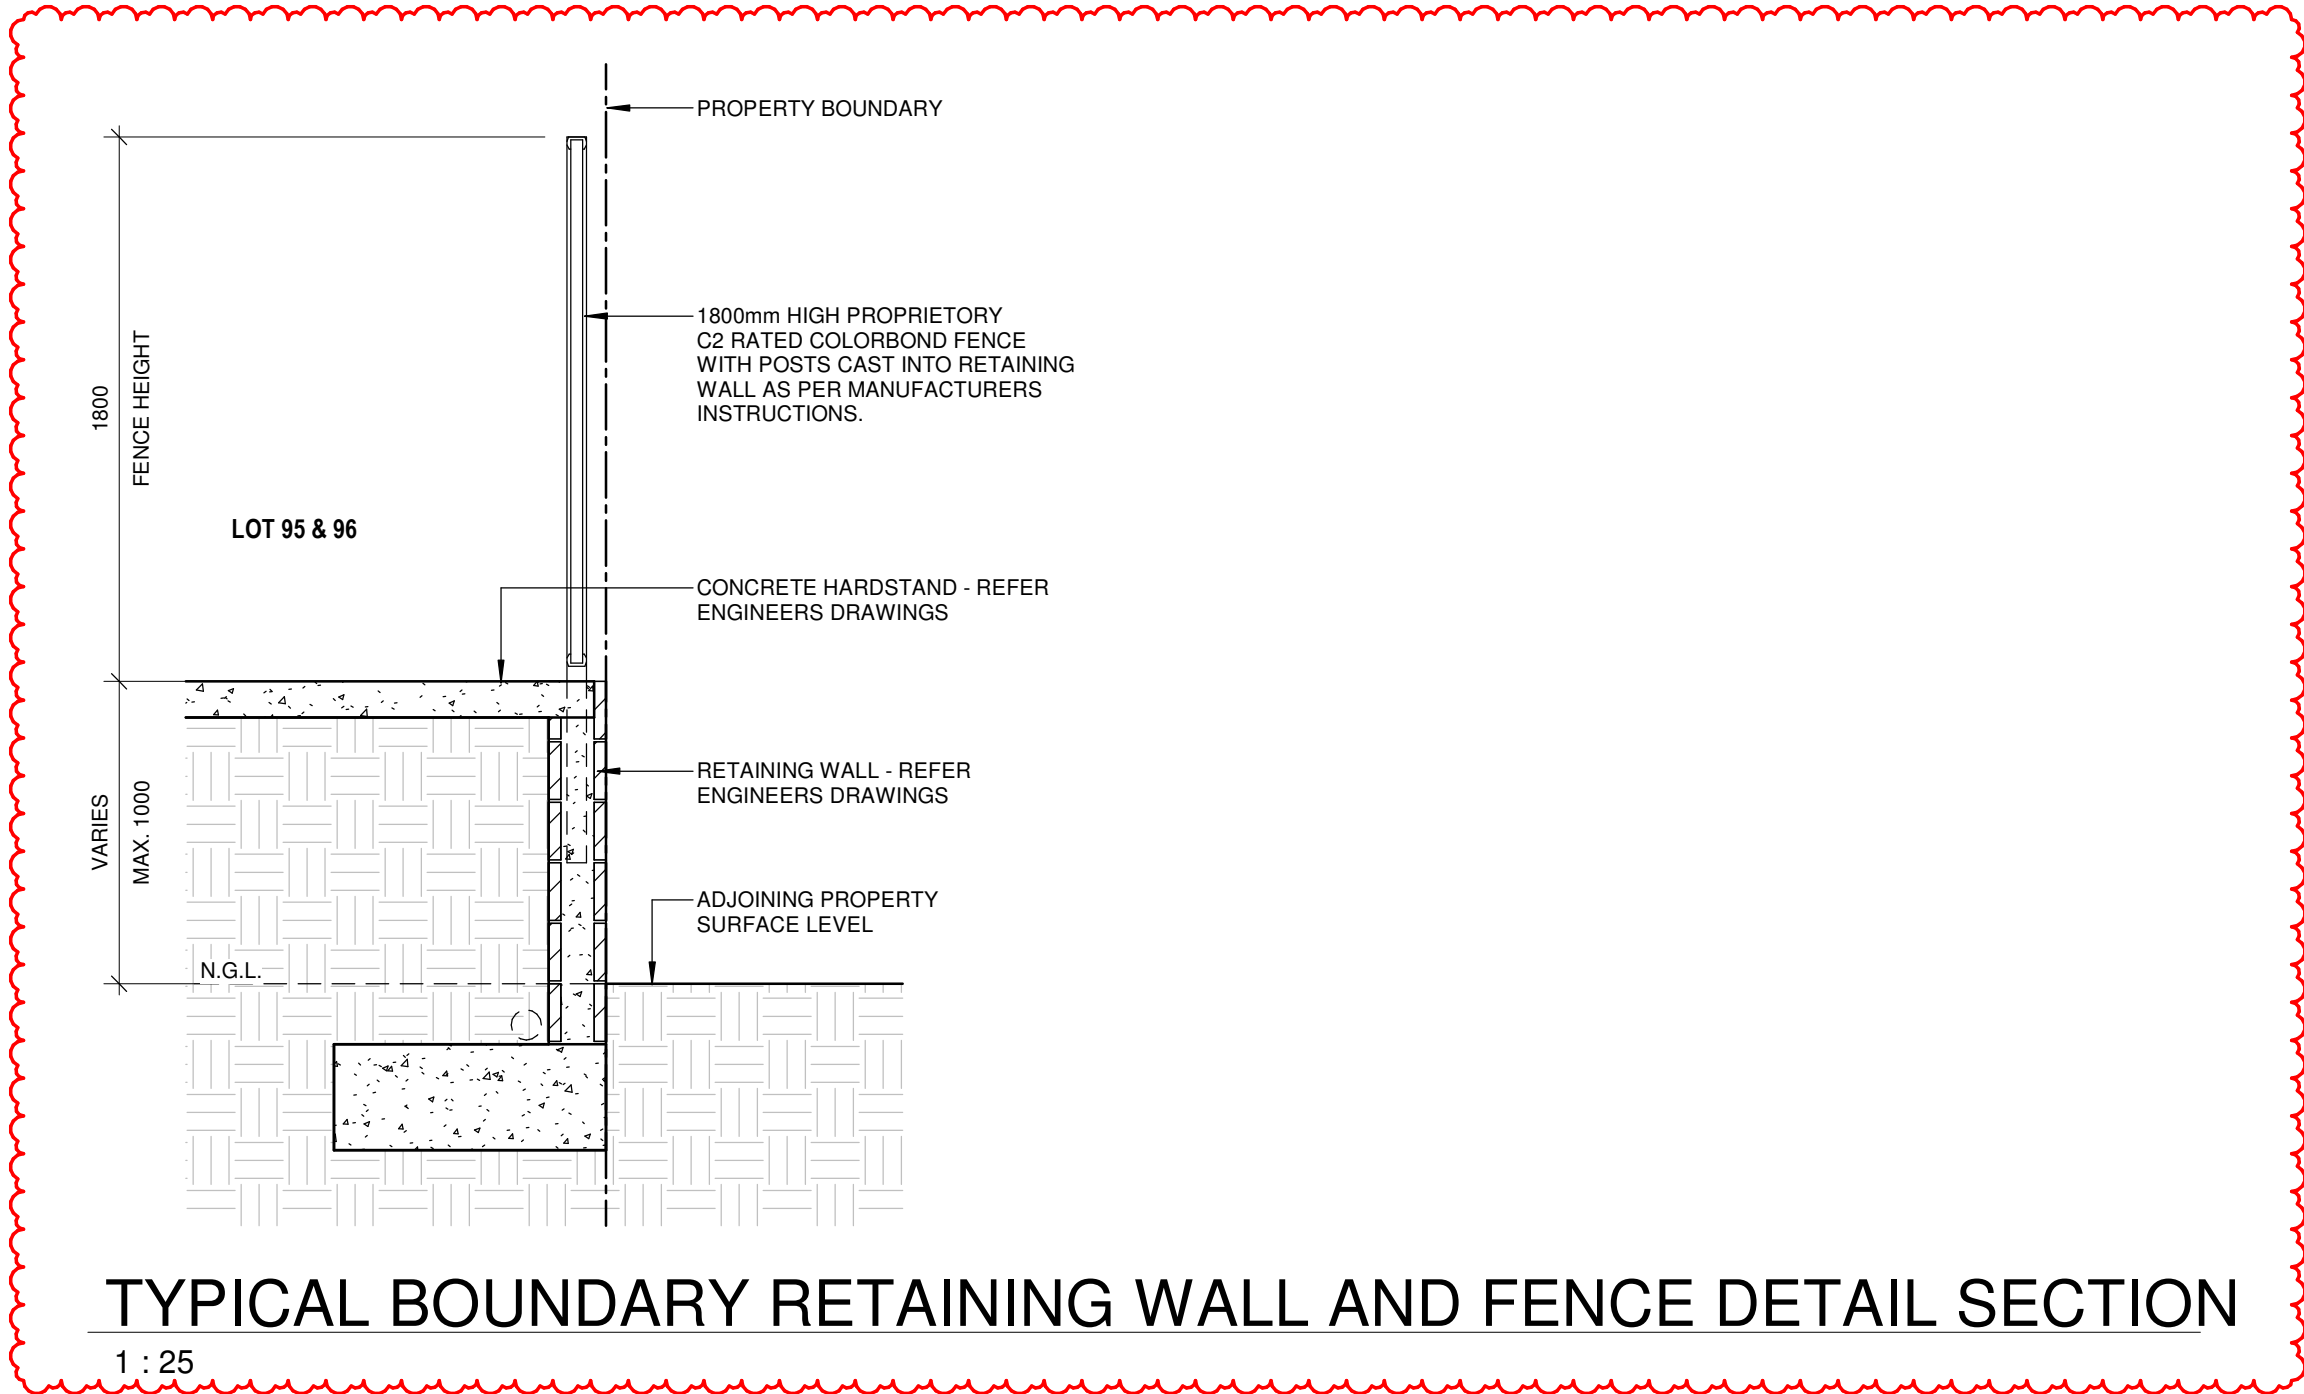 PROPERTY BOUNDARY
1800mm HIGH PROPRIETORY
C2 RATED COLORBOND FENCE
WITH POSTS CAST INTO RETAINING
WALL AS PER MANUFACTURERS
INSTRUCTIONS.
1800
FENCE HEIGHT
LOT 95 & 96
CONCRETE HARDSTAND - REFER
ENGINEERS DRAWINGS
RETAINING WALL - REFER
ENGINEERS DRAWINGS
VARIES
MAX. 1000
ADJOINING PROPERTY
SURFACE LEVEL
N.G.L.
TYPICAL BOUNDARY RETAINING WALL AND FENCE DETAIL SECTION
1 : 25